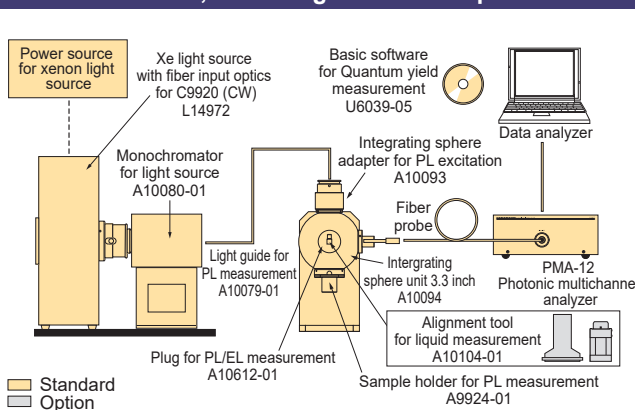 Power source
for xenon light
source
Xe light source
with fiber input optics
for C9920 (CW)
L14972
Basic software
for Quantum yield
measurement
U6039-05
Data analyzer
Monochromator
for light source
A10080-01
Integrating sphere
adapter for PL excitation
A10093
Fiber
probe
Light guide for
PL measurement
A10079-01
Intergrating
sphere unit 3.3 inch
A10094
PMA-12
Photonic multichannel
analyzer
Alignment tool
for liquid measurement
A10104-01
Plug for PL/EL measurement
A10612-01
Sample holder for PL measurement
A9924-01
Standard
Option